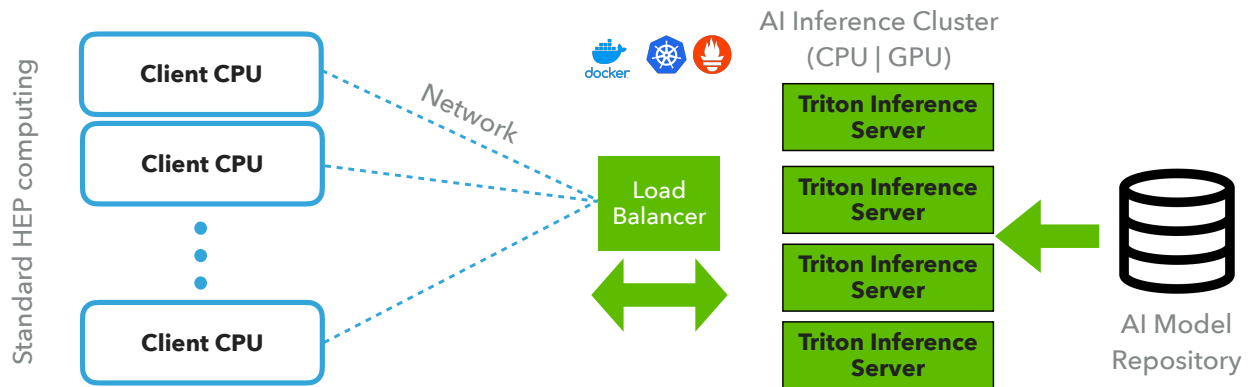 Standard HEP computing
Client CPU
Client CPU
Client CPU
Network
docker
Load
Balancer
AI Inference Cluster
(CPU | GPU)
Triton Inference
Server
Triton Inference
Server
Triton Inference
Server
Triton Inference
Server
AI Model
Repository